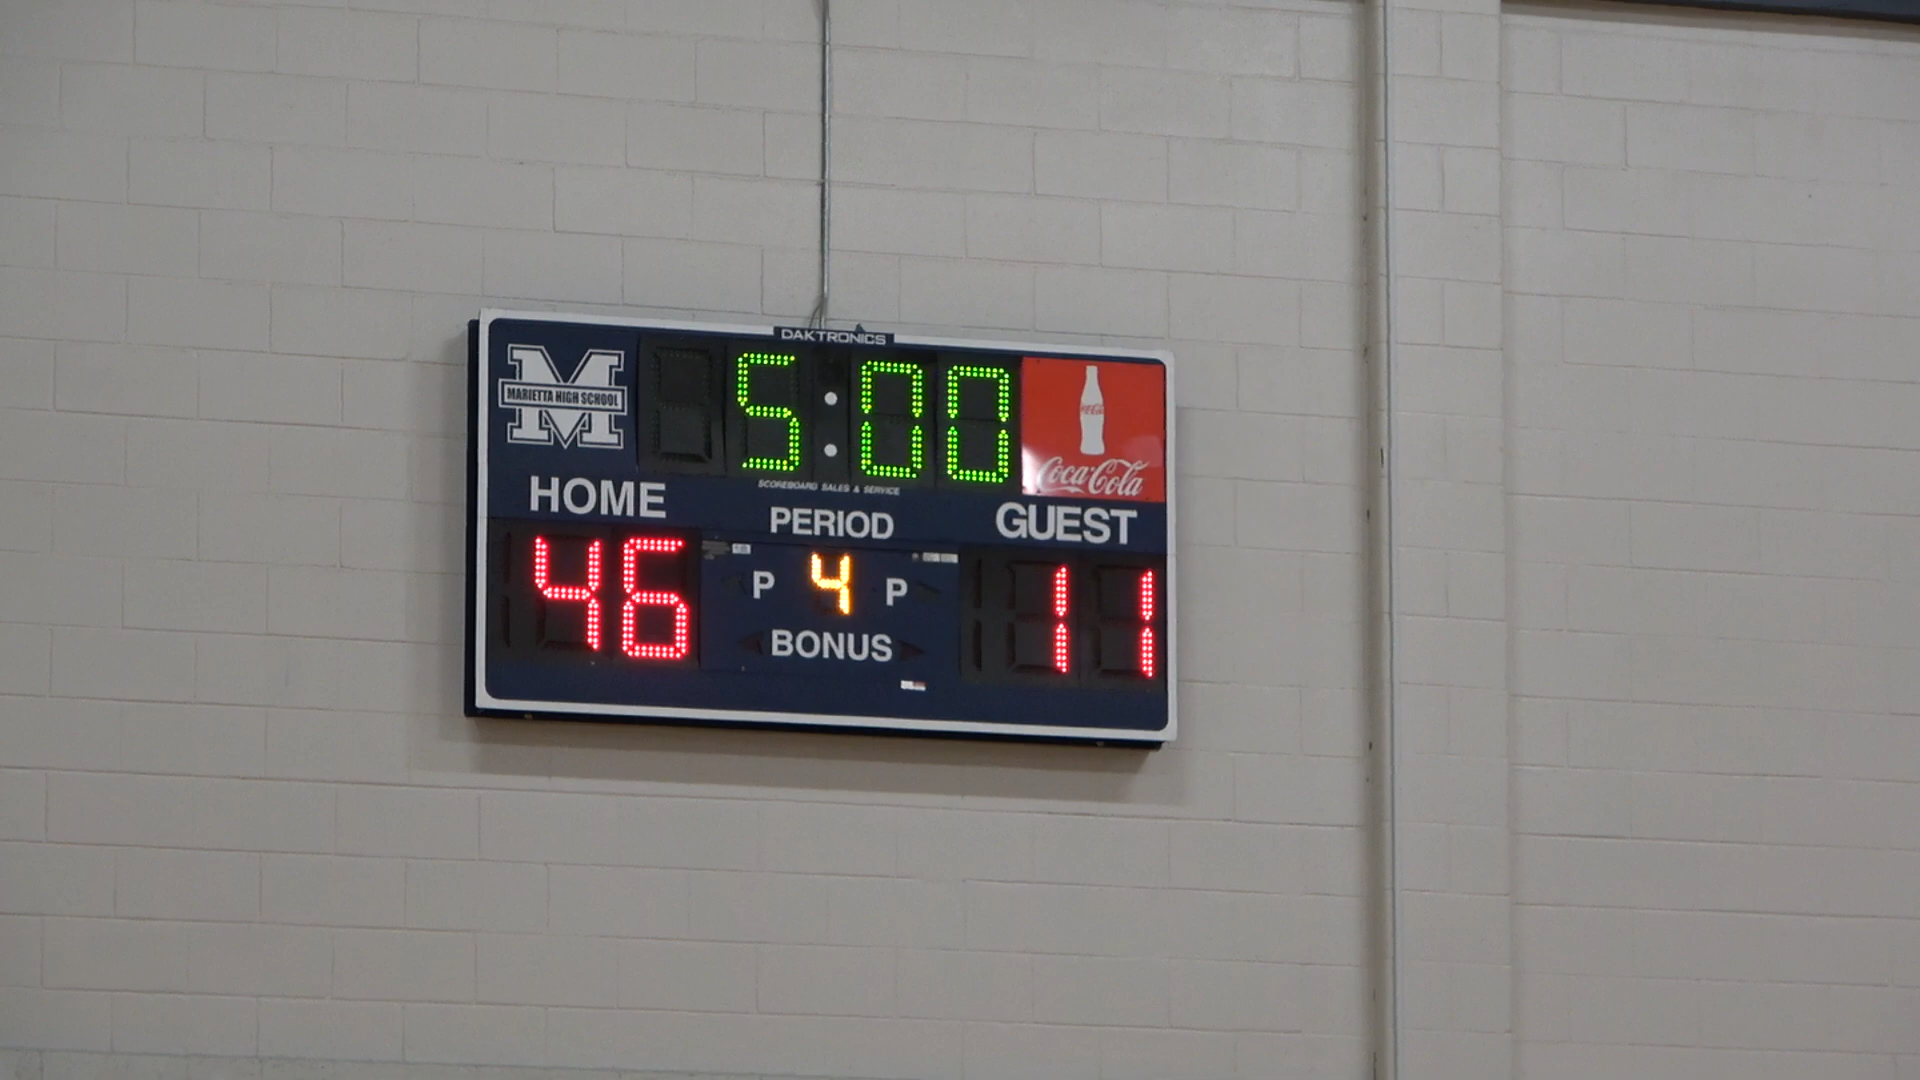 DAKTRONICS
M
MARIETTA HIGH SCHOOL
5:00
Coca-Cola
SCOREBOARD SALES & SERVICE
HOME
PERIOD
GUEST
46
P 4 P
11
BONUS